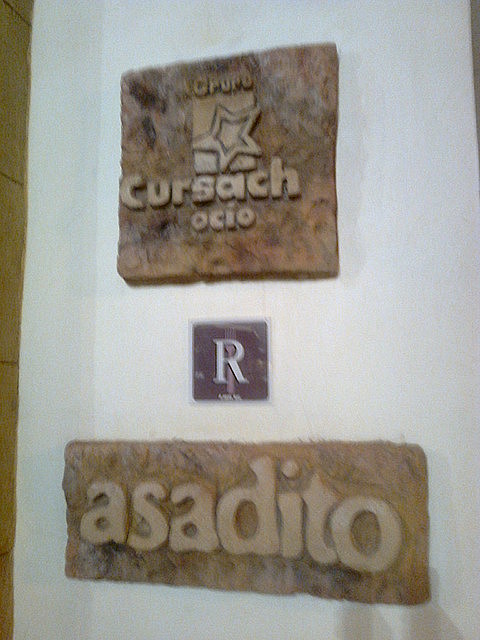 Grupo
Cursach
ocio
R
asadito